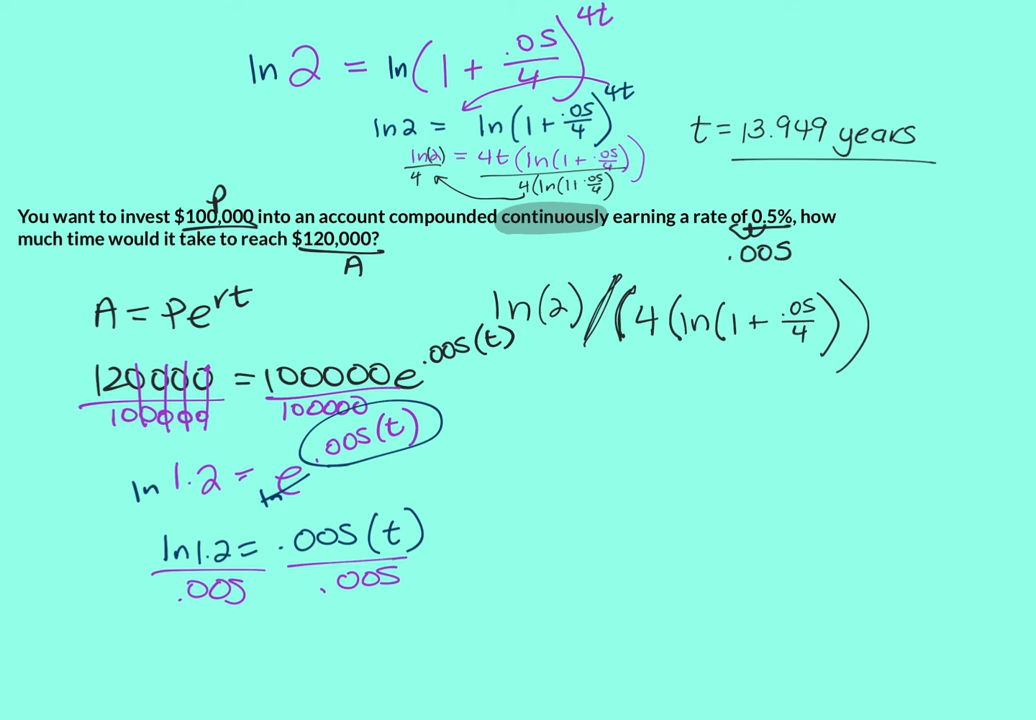 ln 2 = ln(1 + .05/4)^4t
ln 2 = ln(1 + .05/4)^4t
t = 13.949 years
ln(2)/4 = 4t(ln(1 + .05/4))/4(ln(1 1 .05/4)
P
You want to invest $100,000 into an account compounded continuously earning a rate of 0.5%, how
much time would it take to reach $120,000?
A
.005
A = Pe^rt
ln(2)/(4(ln(1 + .05/4))
120000/100000 = 100000e^.005(t)/100000
ln 1.2 = ln e^.005(t)
ln 1.2/.005 = .005(t)/.005